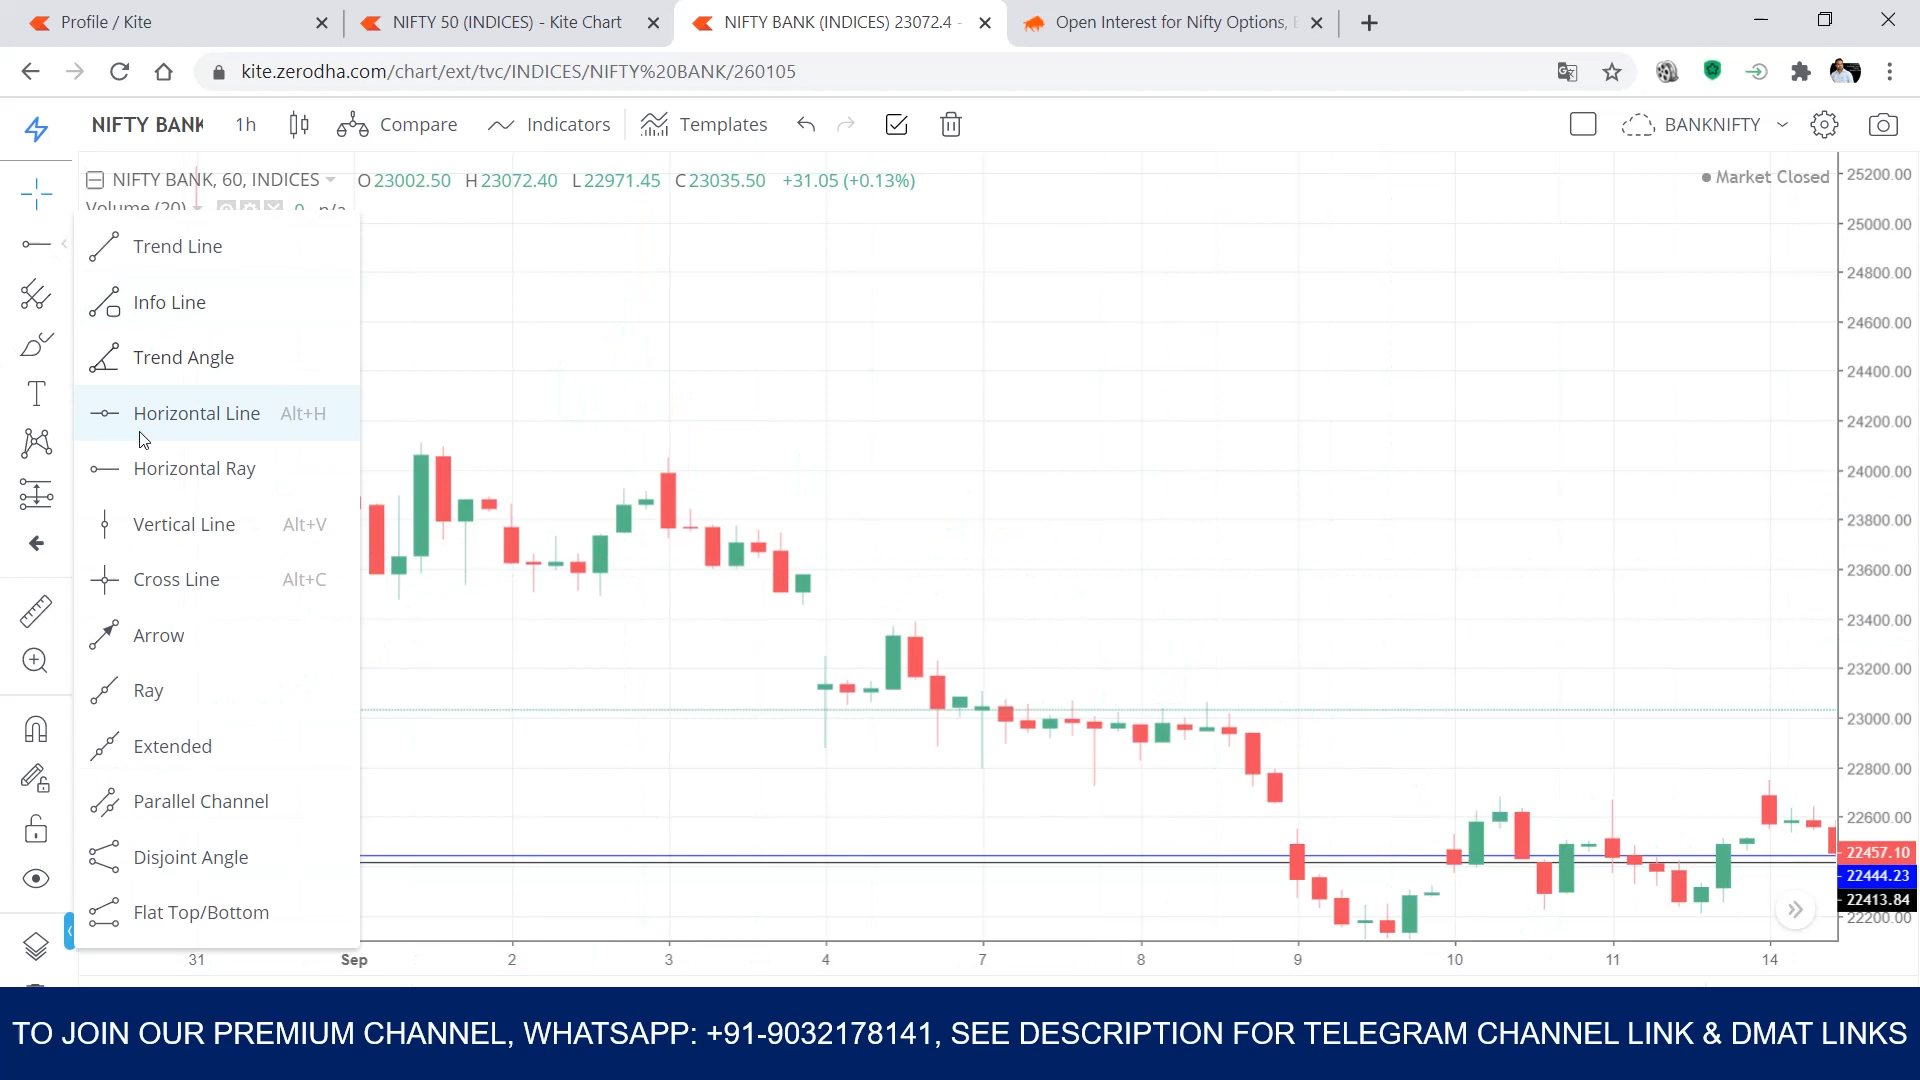 Profile / Kite
NIFTY 50 (INDICES) - Kite Chart
NIFTY BANK (INDICES) 23072.4 -
Open Interest for Nifty Options,
kite.zerodha.com/chart/ext/tvc/INDICES/NIFTY%20BANK/260105
NIFTY BANK
1h
Compare
Indicators
Templates
BANKNIFTY
NIFTY BANK, 60, INDICES
O 23002.50 H 23072.40 L 22971.45 C 23035.50 +31.05 (+0.13%)
Market Closed
Volume (20)
0 n/a
Trend Line
Info Line
Trend Angle
Horizontal Line Alt+H
Horizontal Ray
Vertical Line Alt+V
Cross Line Alt+C
Arrow
Ray
Extended
Parallel Channel
Disjoint Angle
Flat Top/Bottom
25200.00
25000.00
24800.00
24600.00
24400.00
24200.00
24000.00
23800.00
23600.00
23400.00
23200.00
23000.00
22800.00
22600.00
22457.10
22444.23
22413.84
22200.00
31 Sep 2 3 4 7 8 9 10 11 14
TO JOIN OUR PREMIUM CHANNEL, WHATSAPP: +91-9032178141, SEE DESCRIPTION FOR TELEGRAM CHANNEL LINK & DMAT LINKS